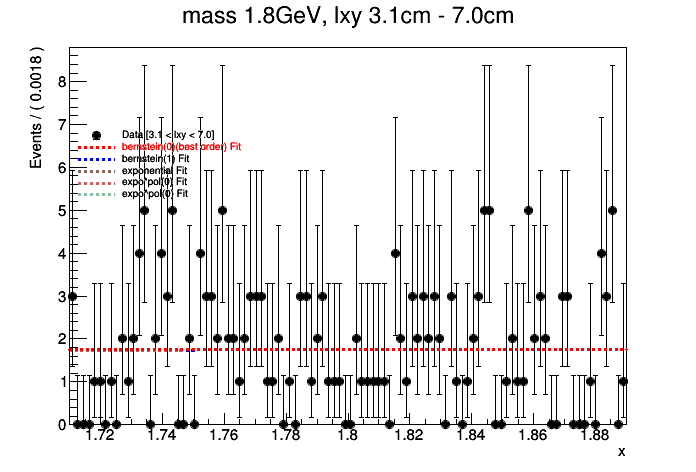 mass 1.8GeV, lxy 3.1cm - 7.0cm
Events / ( 0.0018 )
8
7
6
5
4
3
2
1
0
Data [3.1 < lxy < 7.0]
bernstein(0)(best order) Fit
bernstein(1) Fit
exponential Fit
expo*pol(0) Fit
expo*pol(0) Fit
1.72 1.74 1.76 1.78 1.8 1.82 1.84 1.86 1.88
x